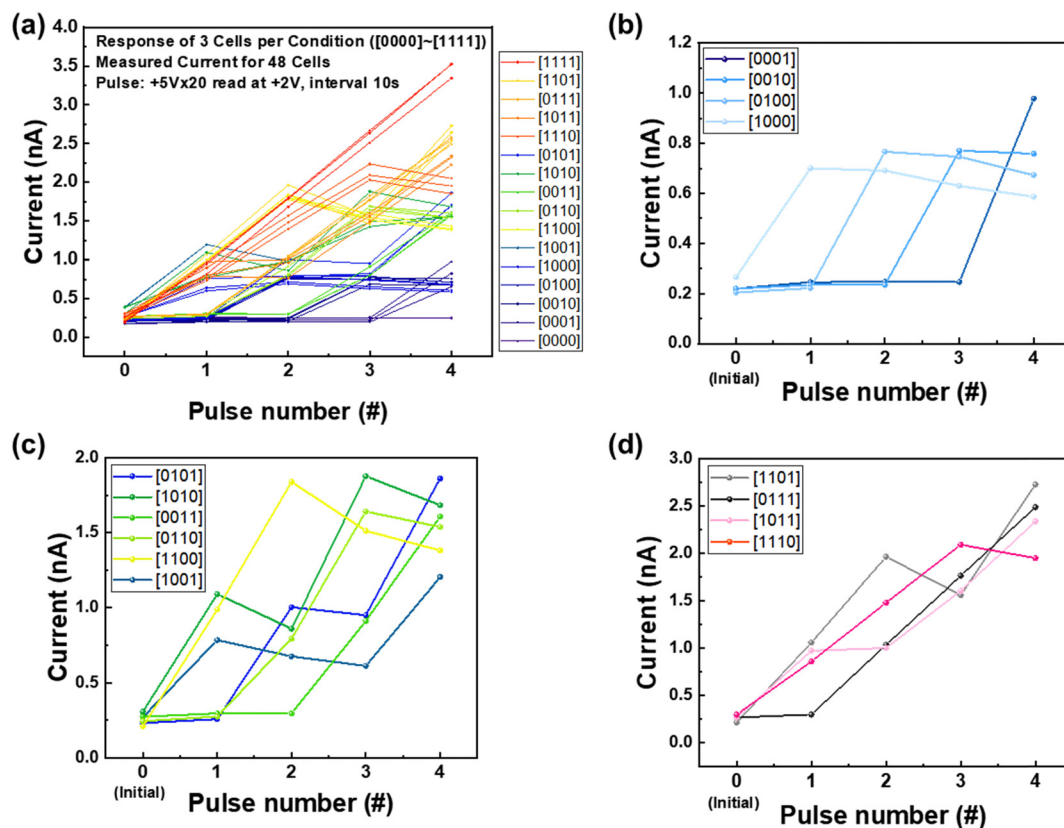 (a)
Response of 3 Cells per Condition ([0000]~[1111])
Measured Current for 48 Cells
Pulse: +5Vx20 read at +2V, interval 10s
Current (nA)
4.0
3.5
3.0
2.5
2.0
1.5
1.0
0.5
0.0
0 1 2 3 4
Pulse number (#)
[1111]
[1101]
[0111]
[1011]
[1110]
[0101]
[1010]
[0011]
[0110]
[1100]
[1001]
[1000]
[0100]
[0010]
[0001]
[0000]
(b)
[0001]
[0010]
[0100]
[1000]
Current (nA)
1.2
1.0
0.8
0.6
0.4
0.2
0.0
0 1 2 3 4
(Initial)
Pulse number (#)
(c)
[0101]
[1010]
[0011]
[0110]
[1100]
[1001]
Current (nA)
2.0
1.5
1.0
0.5
0.0
0 1 2 3 4
(Initial)
Pulse number (#)
(d)
[1101]
[0111]
[1011]
[1110]
Current (nA)
3.0
2.5
2.0
1.5
1.0
0.5
0.0
0 1 2 3 4
(Initial)
Pulse number (#)